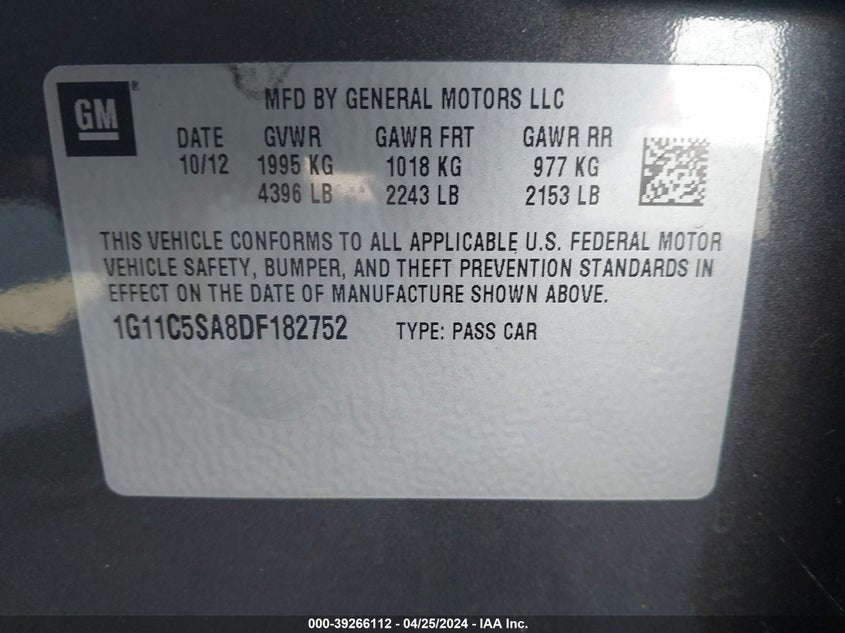 GM®
MFD BY GENERAL MOTORS LLC
DATE GVWR GAWR FRT GAWR RR
10/12 1995 KG 1018 KG 977 KG
4396 LB 2243 LB 2153 LB
THIS VEHICLE CONFORMS TO ALL APPLICABLE U.S. FEDERAL MOTOR
VEHICLE SAFETY, BUMPER, AND THEFT PREVENTION STANDARDS IN
EFFECT ON THE DATE OF MANUFACTURE SHOWN ABOVE.
1G11C5SA8DF182752 TYPE: PASS CAR
000-39266112 - 04/25/2024 - IAA Inc.